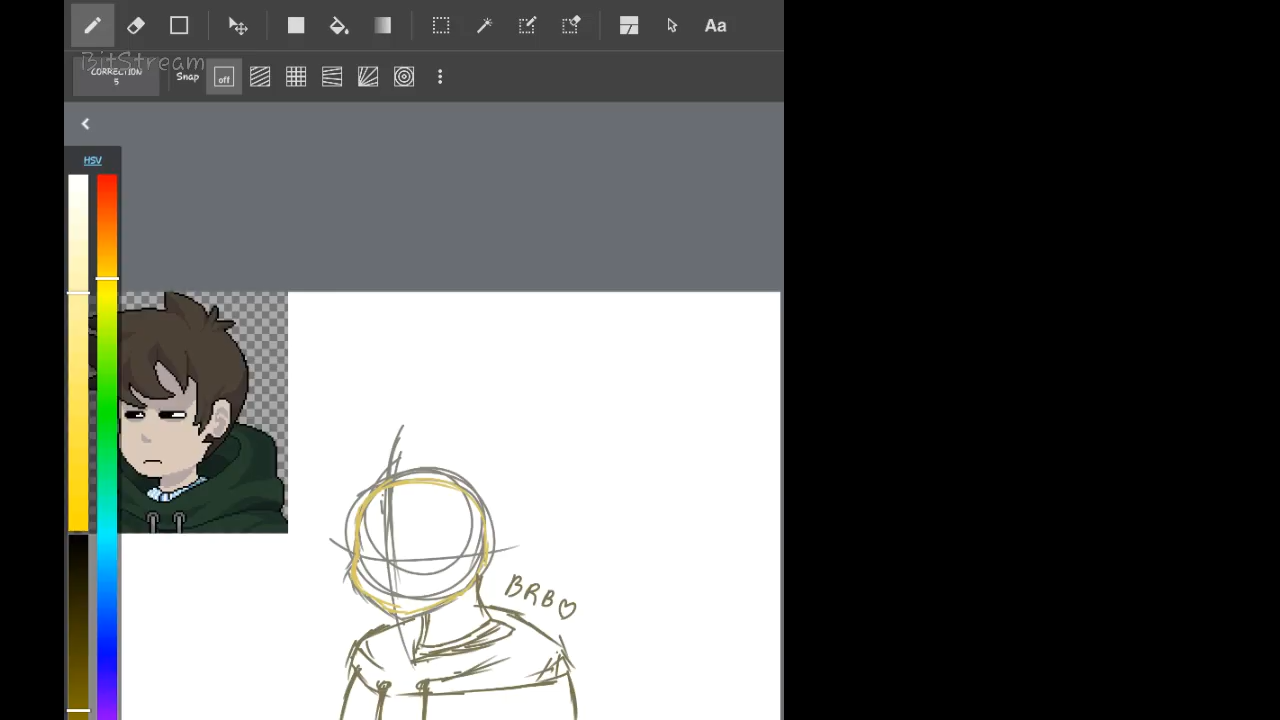 Aa
BitStream
CORRECTION
5
Snap
off
HSV
BRB♡